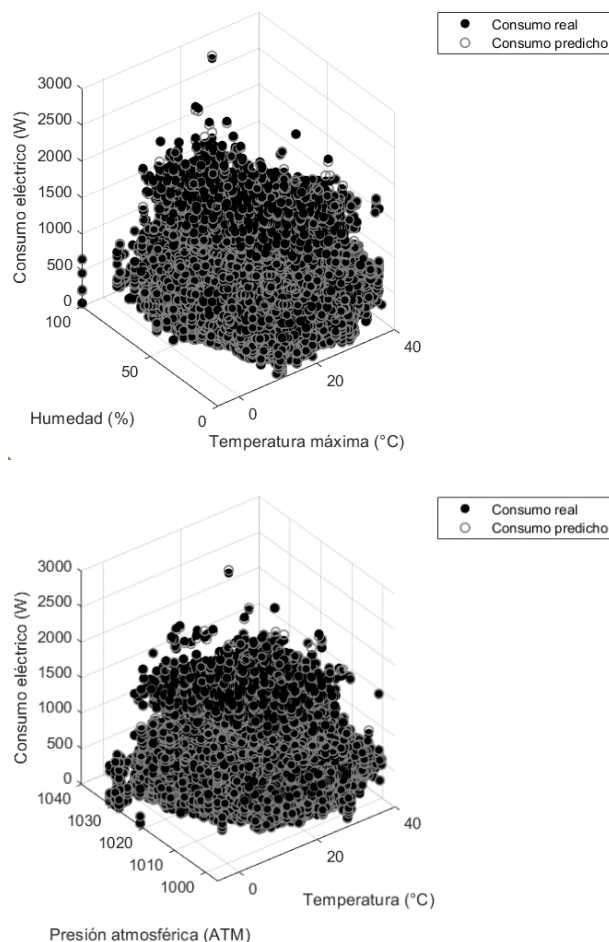 Consumo real
Consumo predicho
3000
2500
2000
1500
1000
500
0
Consumo eléctrico (W)
100
50
0
Humedad (%)
0
20
40
Temperatura máxima (°C)
Consumo real
Consumo predicho
3000
2500
2000
1500
1000
500
0
Consumo eléctrico (W)
1040
1030
1020
1010
1000
Presión atmosférica (ATM)
0
20
40
Temperatura (°C)